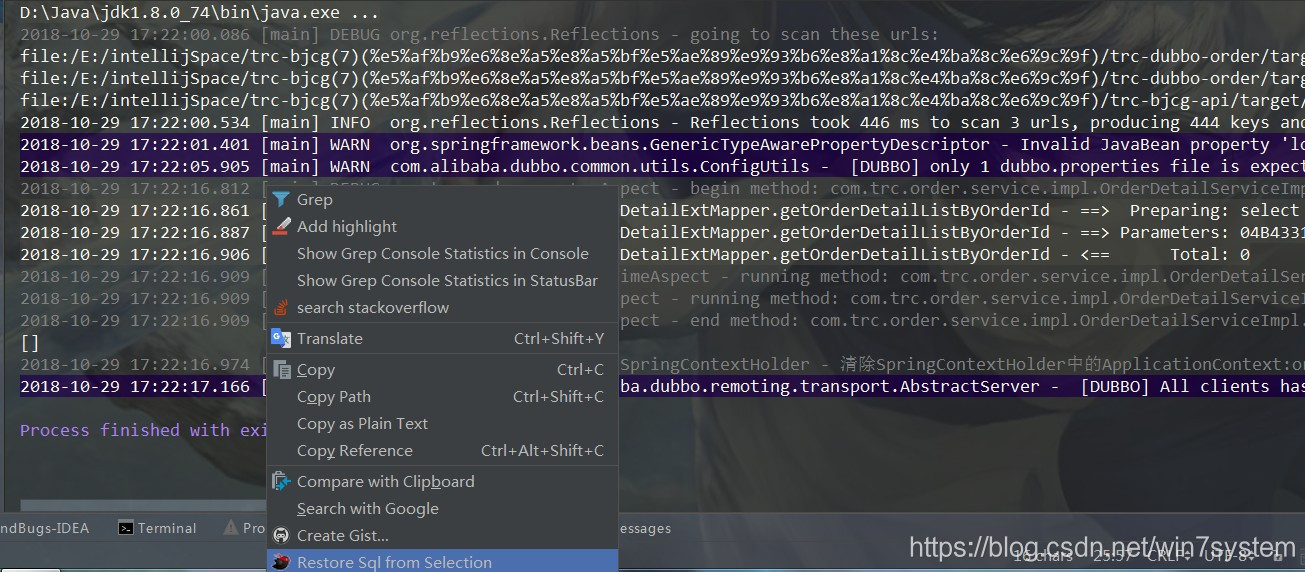 D:\Java\jdk1.8.0_74\bin\java.exe ...
2018-10-29 17:22:00.086 [main] DEBUG org.reflections.Reflections - going to scan these urls:
file:/E:/intellijSpace/trc-bjcg(7)(%e5%af%b9%e6%8e%a5%e8%a5%bf%e5%ae%89%e9%93%b6%e8%a1%8c%e4%ba%8c%e6%9c%9f)/trc-dubbo-order/targ
file:/E:/intellijSpace/trc-bjcg(7)(%e5%af%b9%e6%8e%a5%e8%a5%bf%e5%ae%89%e9%93%b6%e8%a1%8c%e4%ba%8c%e6%9c%9f)/trc-dubbo-order/targ
file:/E:/intellijSpace/trc-bjcg(7)(%e5%af%b9%e6%8e%a5%e8%a5%bf%e5%ae%89%e9%93%b6%e8%a1%8c%e4%ba%8c%e6%9c%9f)/trc-bjcg-api/target/
2018-10-29 17:22:00.534 [main] INFO  org.reflections.Reflections - Reflections took 446 ms to scan 3 urls, producing 444 keys and
2018-10-29 17:22:01.401 [main] WARN  org.springframework.beans.GenericTypeAwarePropertyDescriptor - Invalid JavaBean property 'lo
2018-10-29 17:22:05.905 [main] WARN  com.alibaba.dubbo.common.utils.ConfigUtils -  [DUBBO] only 1 dubbo.properties file is expect
2018-10-29 17:22:16.812 [main] DEBUG spect - begin method: com.trc.order.service.impl.OrderDetailServiceImp
2018-10-29 17:22:16.861 [ DetailExtMapper.getOrderDetailListByOrderId - ==>  Preparing: select
2018-10-29 17:22:16.887 [ DetailExtMapper.getOrderDetailListByOrderId - ==> Parameters: 04B4331
2018-10-29 17:22:16.906 [ DetailExtMapper.getOrderDetailListByOrderId - <==      Total: 0
2018-10-29 17:22:16.909 [ imeAspect - running method: com.trc.order.service.impl.OrderDetailSer
2018-10-29 17:22:16.909 [ pect - running method: com.trc.order.service.impl.OrderDetailServiceI
2018-10-29 17:22:16.909 [ pect - end method: com.trc.order.service.impl.OrderDetailServiceImpl.
[]
2018-10-29 17:22:16.974 [ SpringContextHolder - 清除SpringContextHolder中的ApplicationContext:or
2018-10-29 17:22:17.166 [ ba.dubbo.remoting.transport.AbstractServer -  [DUBBO] All clients has
Process finished with exi
Grep
Add highlight
Show Grep Console Statistics in Console
Show Grep Console Statistics in StatusBar
search stackoverflow
Translate Ctrl+Shift+Y
Copy Ctrl+C
Copy Path Ctrl+Shift+C
Copy as Plain Text
Copy Reference Ctrl+Alt+Shift+C
Compare with Clipboard
Search with Google
Create Gist...
Restore Sql from Selection
ndBugs-IDEA Terminal Pro essages
16 chars 25:57 CRLF UTF-8
https://blog.csdn.net/win7system